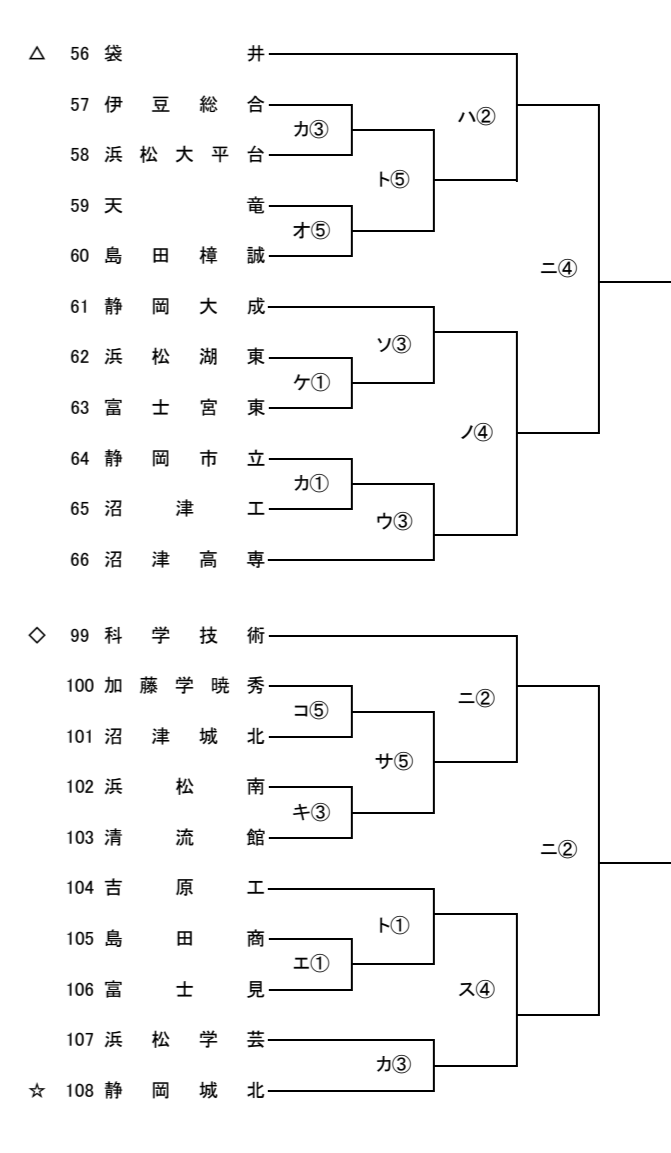 △ 56 袋井
ハ②
57 伊豆総合
カ③
58 浜松大平台
ト⑤
59 天竜
オ⑤
60 島田樟誠
ニ④
61 静岡大成
ソ③
62 浜松湖東
ケ①
63 富士宮東
ノ④
64 静岡市立
カ①
65 沼津工
ウ③
66 沼津高専
◇ 99 科学技術
ニ②
100 加藤学暁秀
コ⑤
101 沼津城北
サ⑤
102 浜松南
キ③
103 清流館
ニ②
104 吉原工
ト①
105 島田商
エ①
106 富士見
ス④
107 浜松学芸
カ③
☆ 108 静岡城北